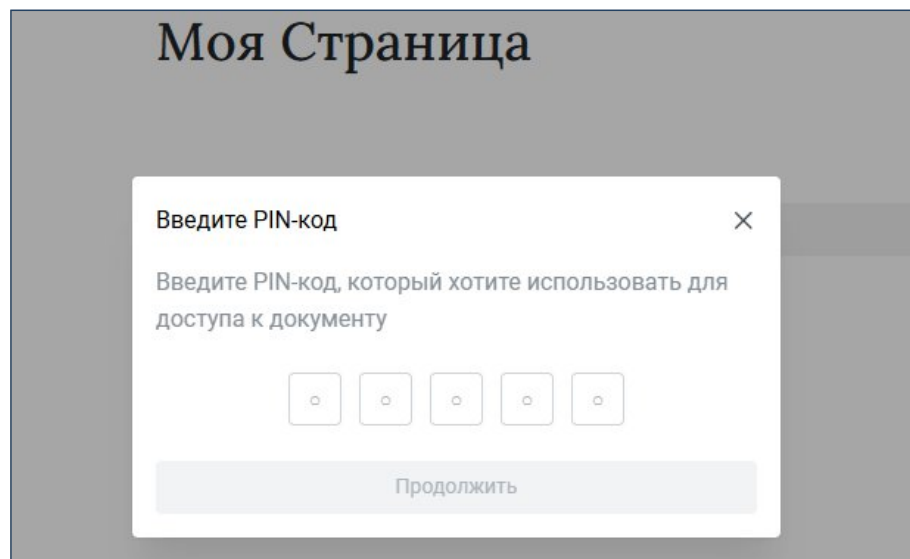 Моя Страница
Введите PIN-код
Введите PIN-код, который хотите использовать для
доступа к документу
Продолжить